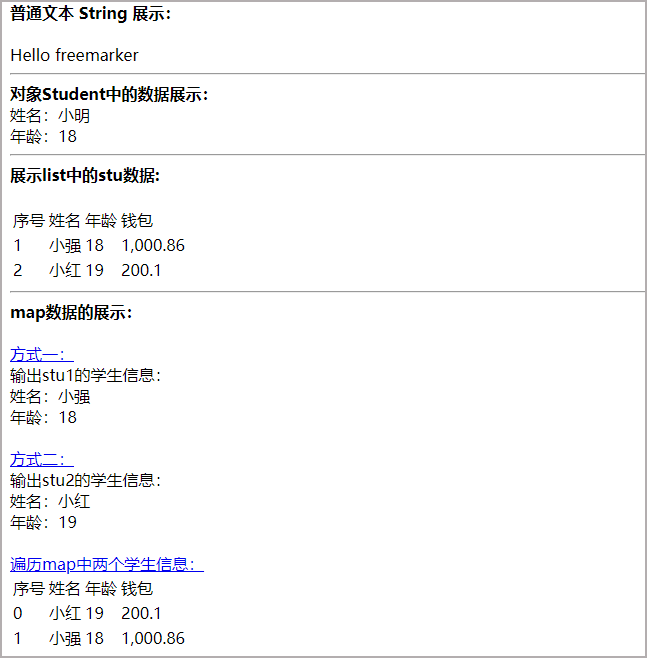 普通文本 String 展示：
Hello freemarker
对象Student中的数据展示：
姓名：小明
年龄：18
展示list中的stu数据:
序号 姓名 年龄 钱包
1 小强 18 1,000.86
2 小红 19 200.1
map数据的展示：
方式一：
输出stu1的学生信息：
姓名：小强
年龄：18
方式二：
输出stu2的学生信息：
姓名：小红
年龄：19
遍历map中两个学生信息：
序号 姓名 年龄 钱包
0 小红 19 200.1
1 小强 18 1,000.86